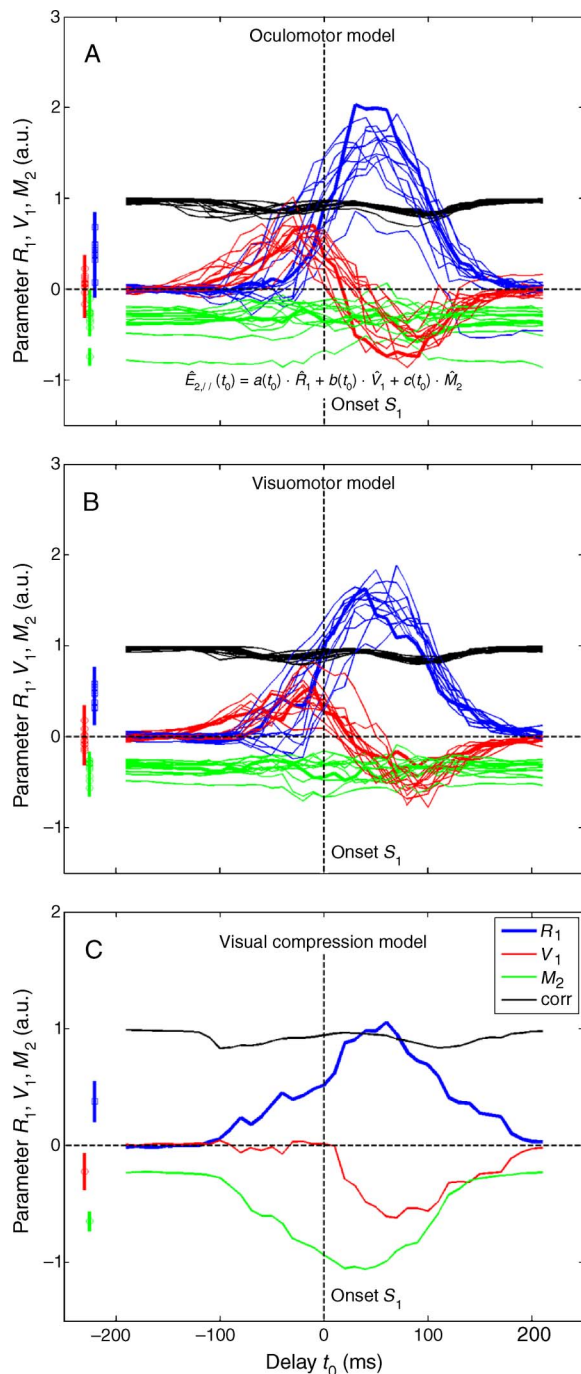 A
Oculomotor model
3
2
1
0
−1
Parameter R1, V1, M2 (a.u.)
Ê2,//(t0) = a(t0) · R̂1 + b(t0) · V̂1 + c(t0) · M̂2
Onset S1
B
Visuomotor model
3
2
1
0
−1
Parameter R1, V1, M2 (a.u.)
Onset S1
C
Visual compression model
R1
V1
M2
corr
2
1
0
−1
Parameter R1, V1, M2 (a.u.)
Onset S1
−200 −100 0 100 200
Delay t0 (ms)